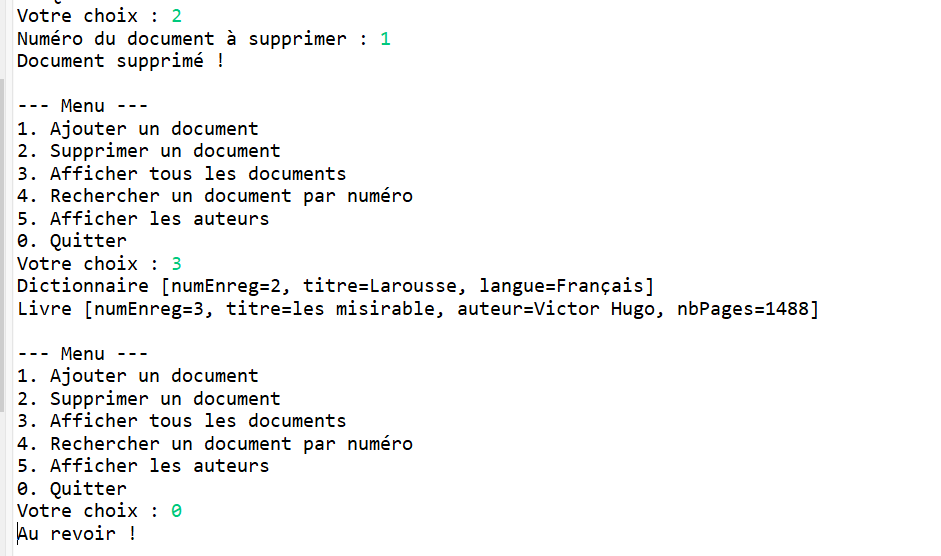 Votre choix : 2
Numéro du document à supprimer : 1
Document supprimé !
--- Menu ---
1. Ajouter un document
2. Supprimer un document
3. Afficher tous les documents
4. Rechercher un document par numéro
5. Afficher les auteurs
0. Quitter
Votre choix : 3
Dictionnaire [numEnreg=2, titre=Larousse, langue=Français]
Livre [numEnreg=3, titre=les misirable, auteur=Victor Hugo, nbPages=1488]
--- Menu ---
1. Ajouter un document
2. Supprimer un document
3. Afficher tous les documents
4. Rechercher un document par numéro
5. Afficher les auteurs
0. Quitter
Votre choix : 0
Au revoir !